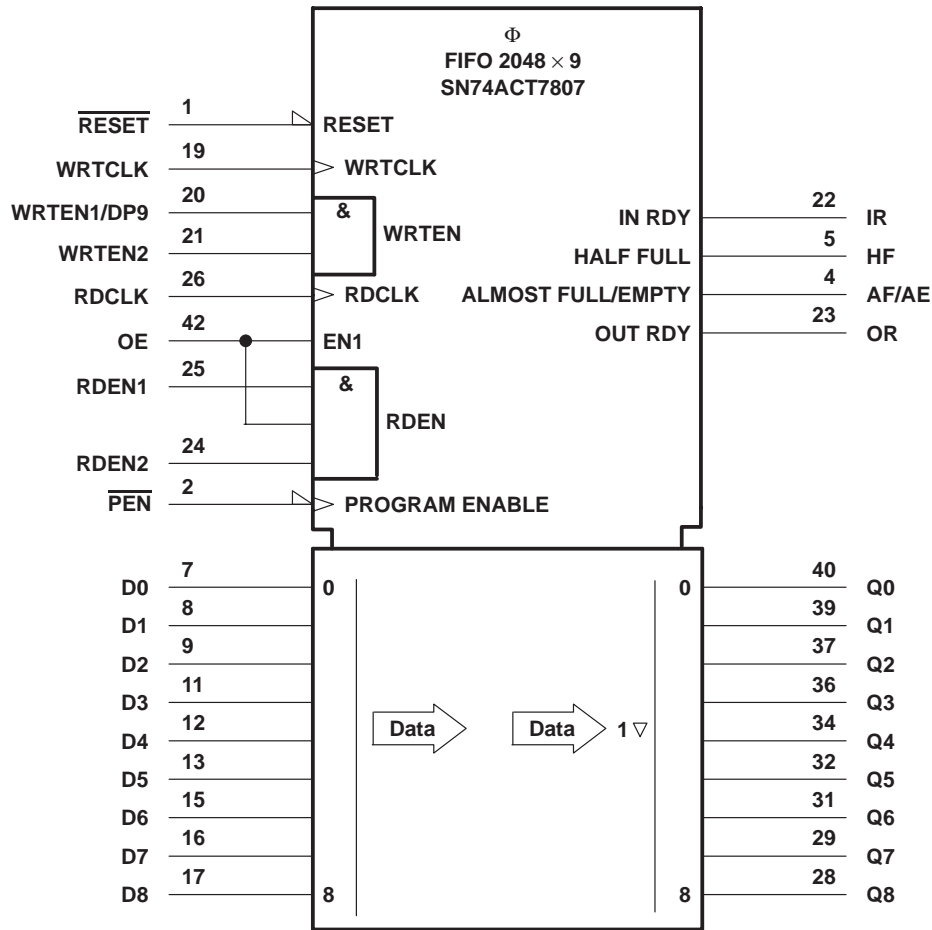 Φ
FIFO 2048 × 9
SN74ACT7807
RESET 1 RESET
WRTCLK 19 WRTCLK
WRTEN1/DP9 20 &
WRTEN
WRTEN2 21
RDCLK 26 RDCLK
OE 42 EN1
RDEN1 25 &
RDEN
RDEN2 24
PEN 2 PROGRAM ENABLE
IN RDY 22 IR
HALF FULL 5 HF
ALMOST FULL/EMPTY 4 AF/AE
OUT RDY 23 OR
D0 7 0
D1 8
D2 9
D3 11
D4 12
D5 13
D6 15
D7 16
D8 17 8
Data Data 1 ▽
0 40 Q0
39 Q1
37 Q2
36 Q3
34 Q4
32 Q5
31 Q6
29 Q7
8 28 Q8